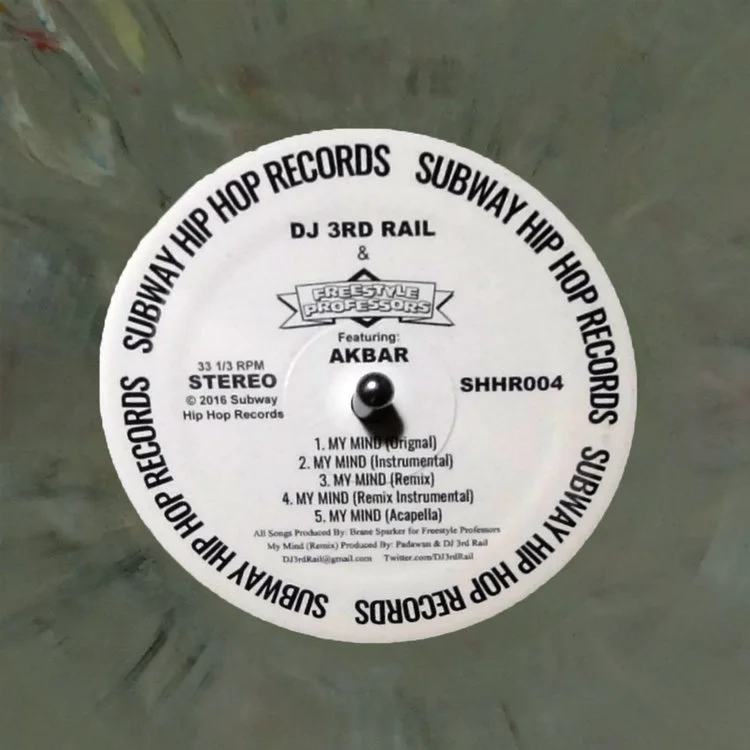 SUBWAY HIP HOP RECORDS
SUBWAY HIP HOP RECORDS
SUBWAY HIP HOP RECORDS
SUBWAY HIP HOP RECORDS
DJ 3RD RAIL
&
FREESTYLE
PROFESSORS
Featuring:
AKBAR
33 1/3 RPM
STEREO
© 2016 Subway
Hip Hop Records
SHHR004
1. MY MIND (Orignal)
2. MY MIND (Instrumental)
3. MY MIND (Remix)
4. MY MIND (Remix Instrumental)
5. MY MIND (Acapella)
All Songs Produced By: Brane Sparker for Freestyle Professors
My Mind (Remix) Produced By: Padawan & DJ 3rd Rail
DJ3rdRail@gmail.com Twitter.com/DJ3rdRail